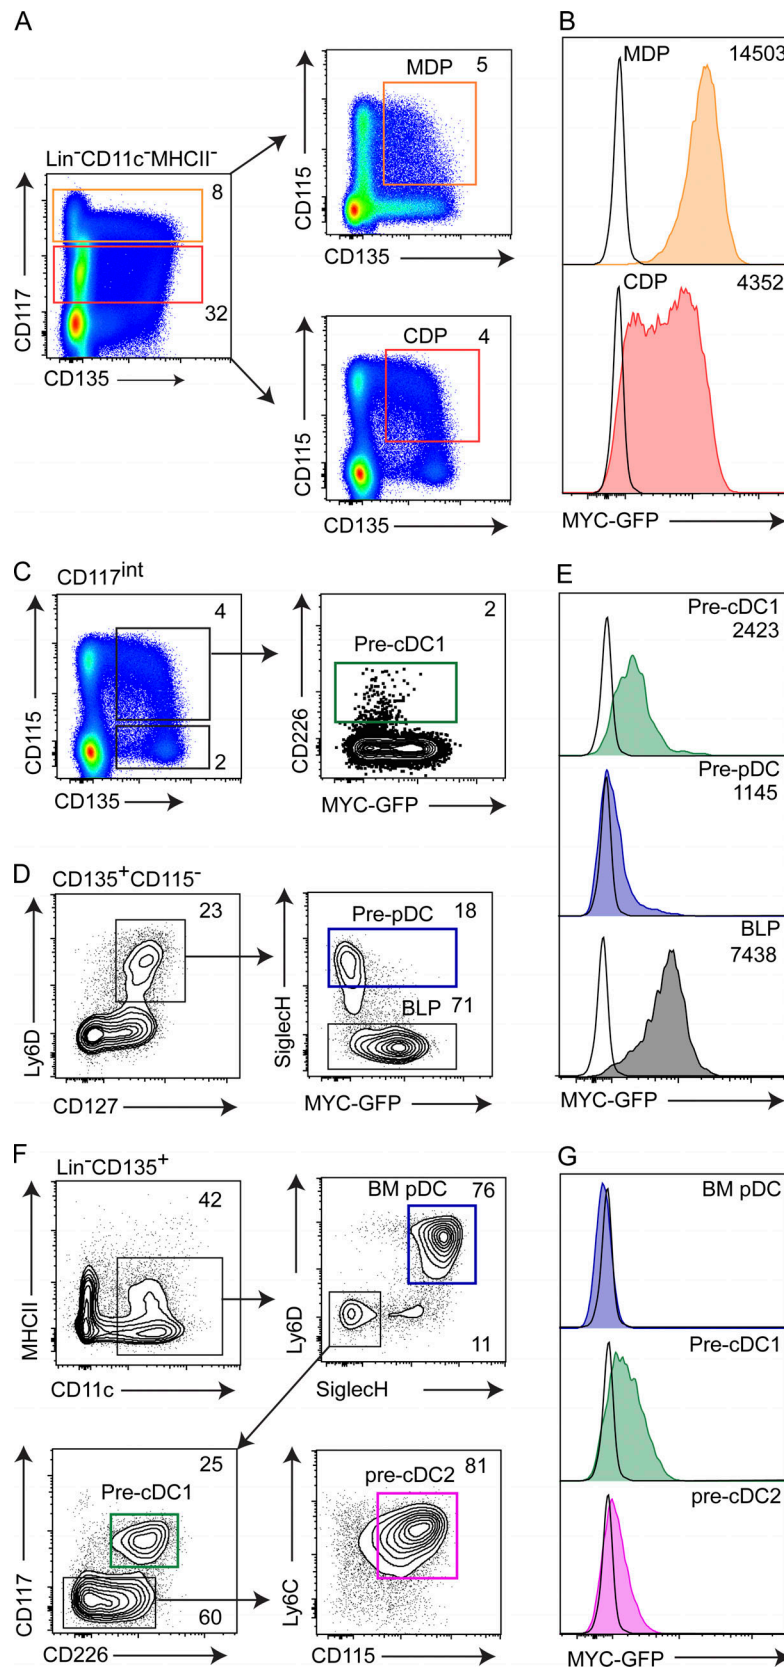 A
Lin⁻CD11c⁻MHCII⁻
8
32
CD117
CD135
MDP 5
CD115
CD135
CDP 4
CD115
CD135
B
MDP 14503
CDP 4352
MYC-GFP
C
CD117int
4
2
CD115
CD135
2
Pre-cDC1
CD226
MYC-GFP
D
CD135⁺CD115⁻
23
Ly6D
CD127
Pre-pDC 18
BLP 71
SiglecH
MYC-GFP
E
Pre-cDC1
2423
Pre-pDC
1145
BLP
7438
MYC-GFP
F
Lin⁻CD135⁺
42
MHCII
CD11c
BM pDC 76
11
Ly6D
SiglecH
25
Pre-cDC1
60
CD117
CD226
pre-cDC2 81
Ly6C
CD115
G
BM pDC
Pre-cDC1
pre-cDC2
MYC-GFP